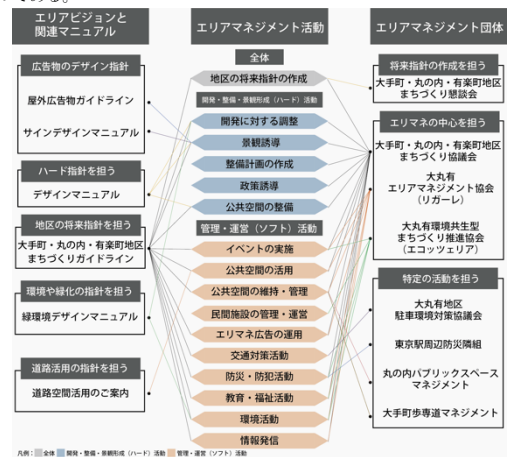 である。
エリアビジョンと
関連マニュアル
広告物のデザイン指針
屋外広告物ガイドライン
サインデザインマニュアル
ハード指針を担う
デザインマニュアル
地区の将来指針を担う
大手町・丸の内・有楽町地区
まちづくりガイドライン
環境や緑化の指針を担う
緑環境デザインマニュアル
道路活用の指針を担う
道路空間活用のご案内
エリアマネジメント活動
全体
地区の将来指針の作成
開発・整備・景観形成（ハード）活動
開発に対する調整
景観誘導
整備計画の作成
政策誘導
公共空間の整備
管理・運営（ソフト）活動
イベントの実施
公共空間の活用
公共空間の維持・管理
民間施設の管理・運営
エリマネ広告の運用
交通対策活動
防災・防犯活動
教育・福祉活動
環境活動
情報発信
エリアマネジメント団体
将来指針の作成を担う
大手町・丸の内・有楽町地区
まちづくり懇談会
エリマネの中心を担う
大手町・丸の内・有楽町地区
まちづくり協議会
大丸有
エリアマネジメント協会
（リガーレ）
大丸有環境共生型
まちづくり推進協会
（エコッツェリア）
特定の活動を担う
大丸有地区
駐車環境対策協議会
東京駅周辺防災隣組
丸の内パブリックスペース
マネジメント
大手町歩専道マネジメント
凡例：全体 開発・整備・景観形成（ハード）活動 管理・運営（ソフト）活動